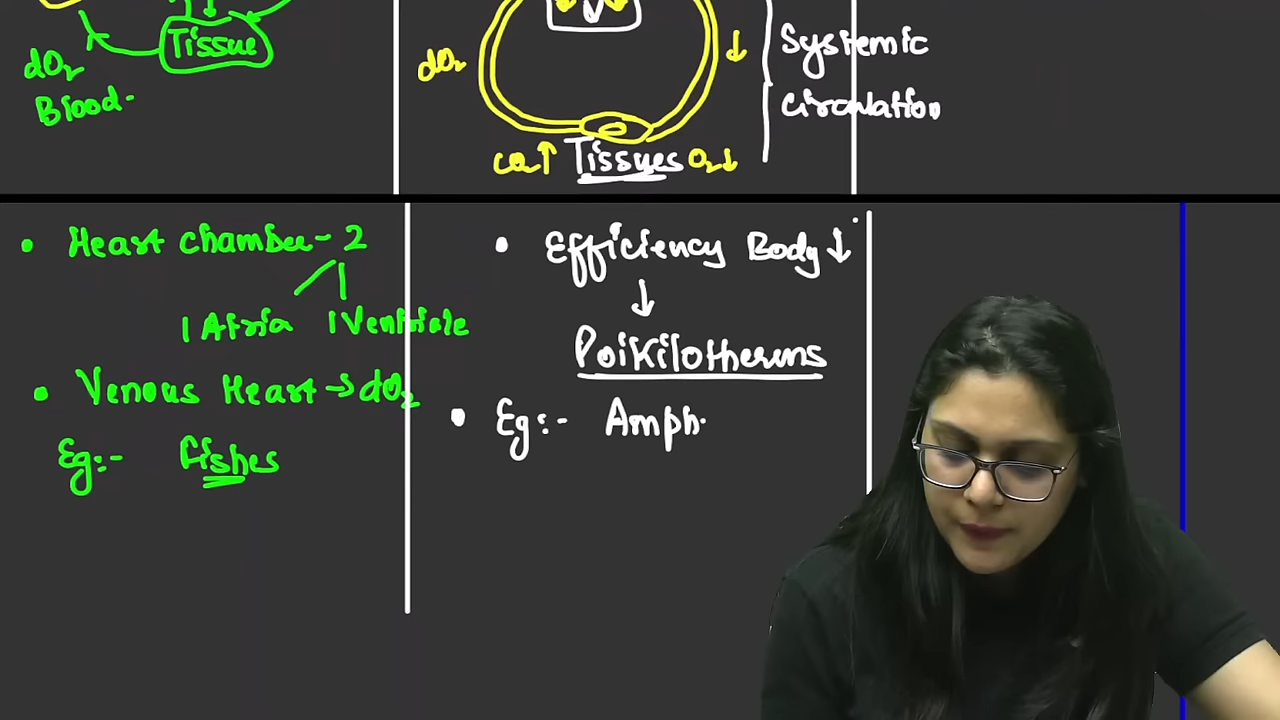 dO2
Blood.
Tissue
V
dO2
CO2↑ Tissues O2↓
Systemic
Circulation
• Heart Chamber - 2
1 Atria 1 Ventricle
• Venous Heart → dO2
Eg:- fishes
• Efficiency Body ↓
↓
Poikilotherms
• Eg:- Amph.